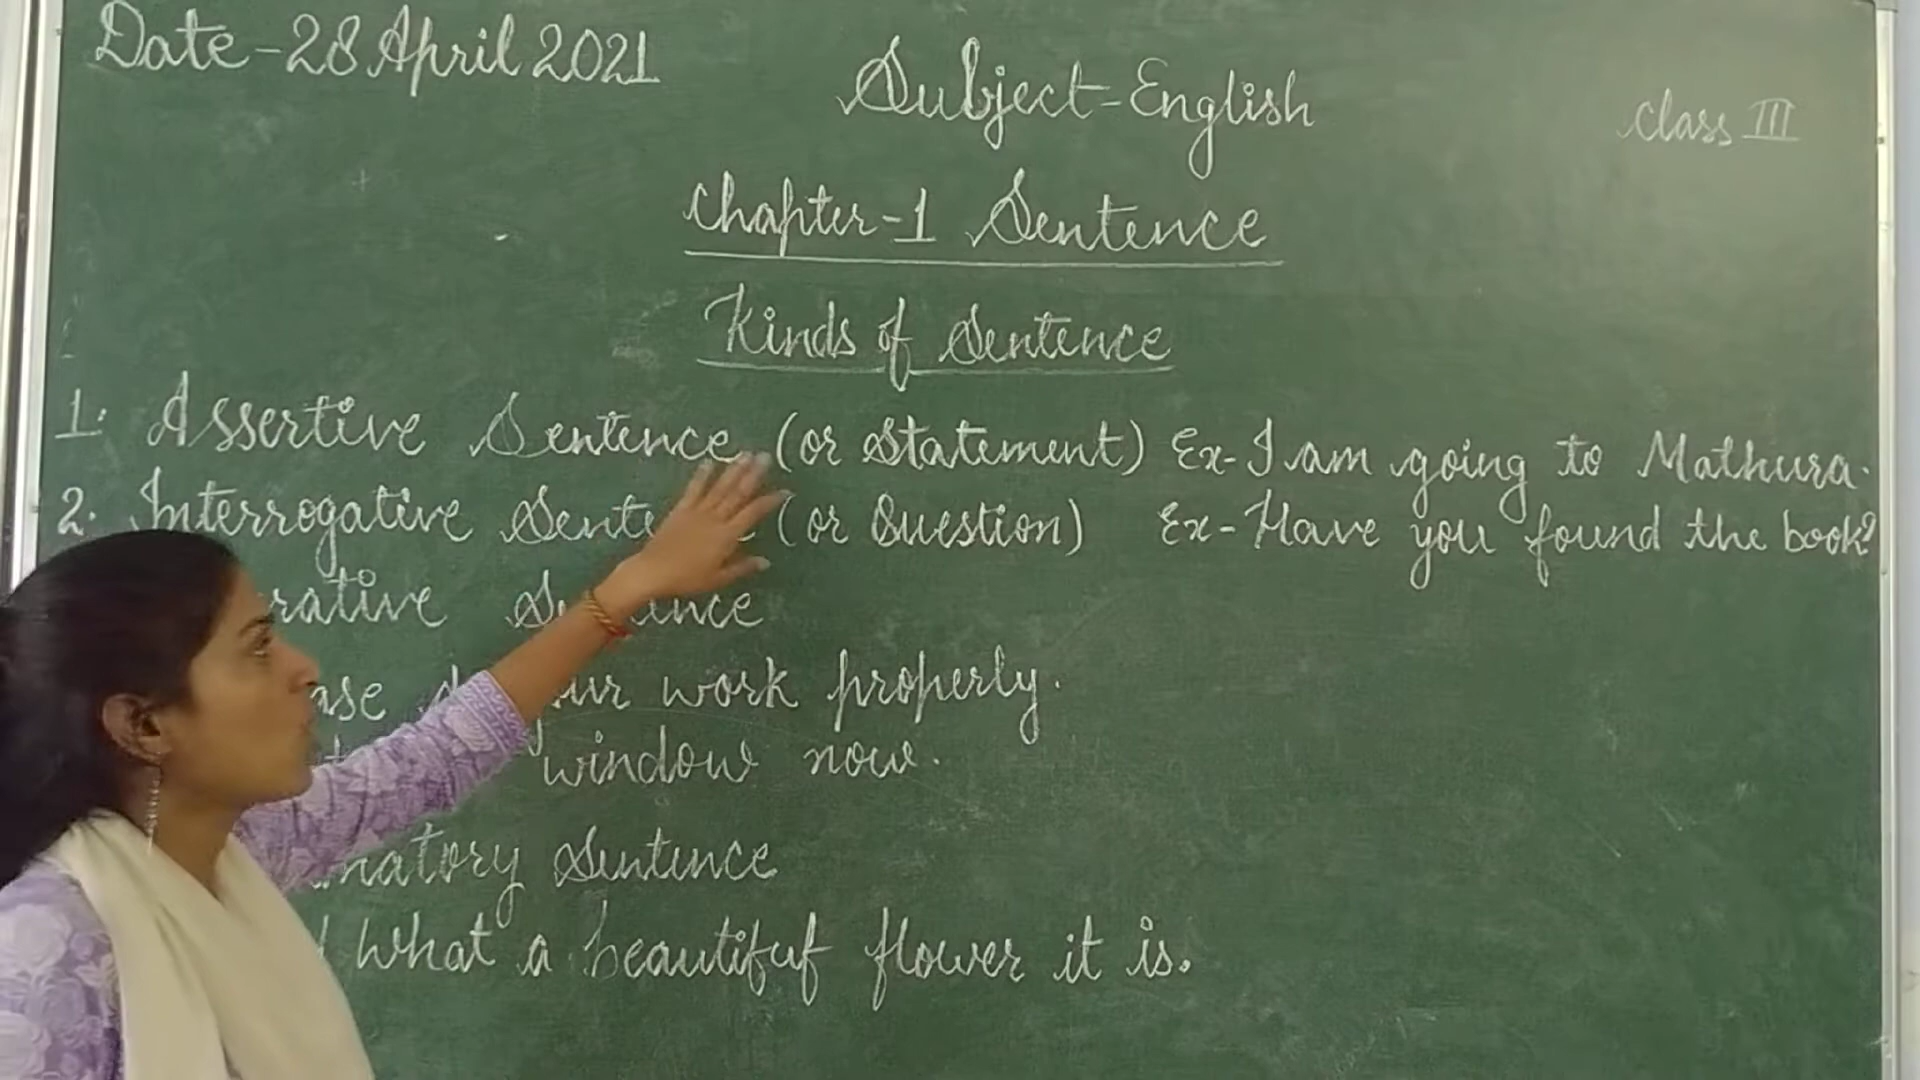 Date - 28 April 2021
Subject - English
Class III
Chapter-1 Sentence
Kinds of Sentence
1. Assertive Sentence (or Statement) Ex- I am going to Mathura.
2. Interrogative (or Question) Ex- Have you found the book?
work properly.
window now.
Sentence
What a beautifuf flower it is.